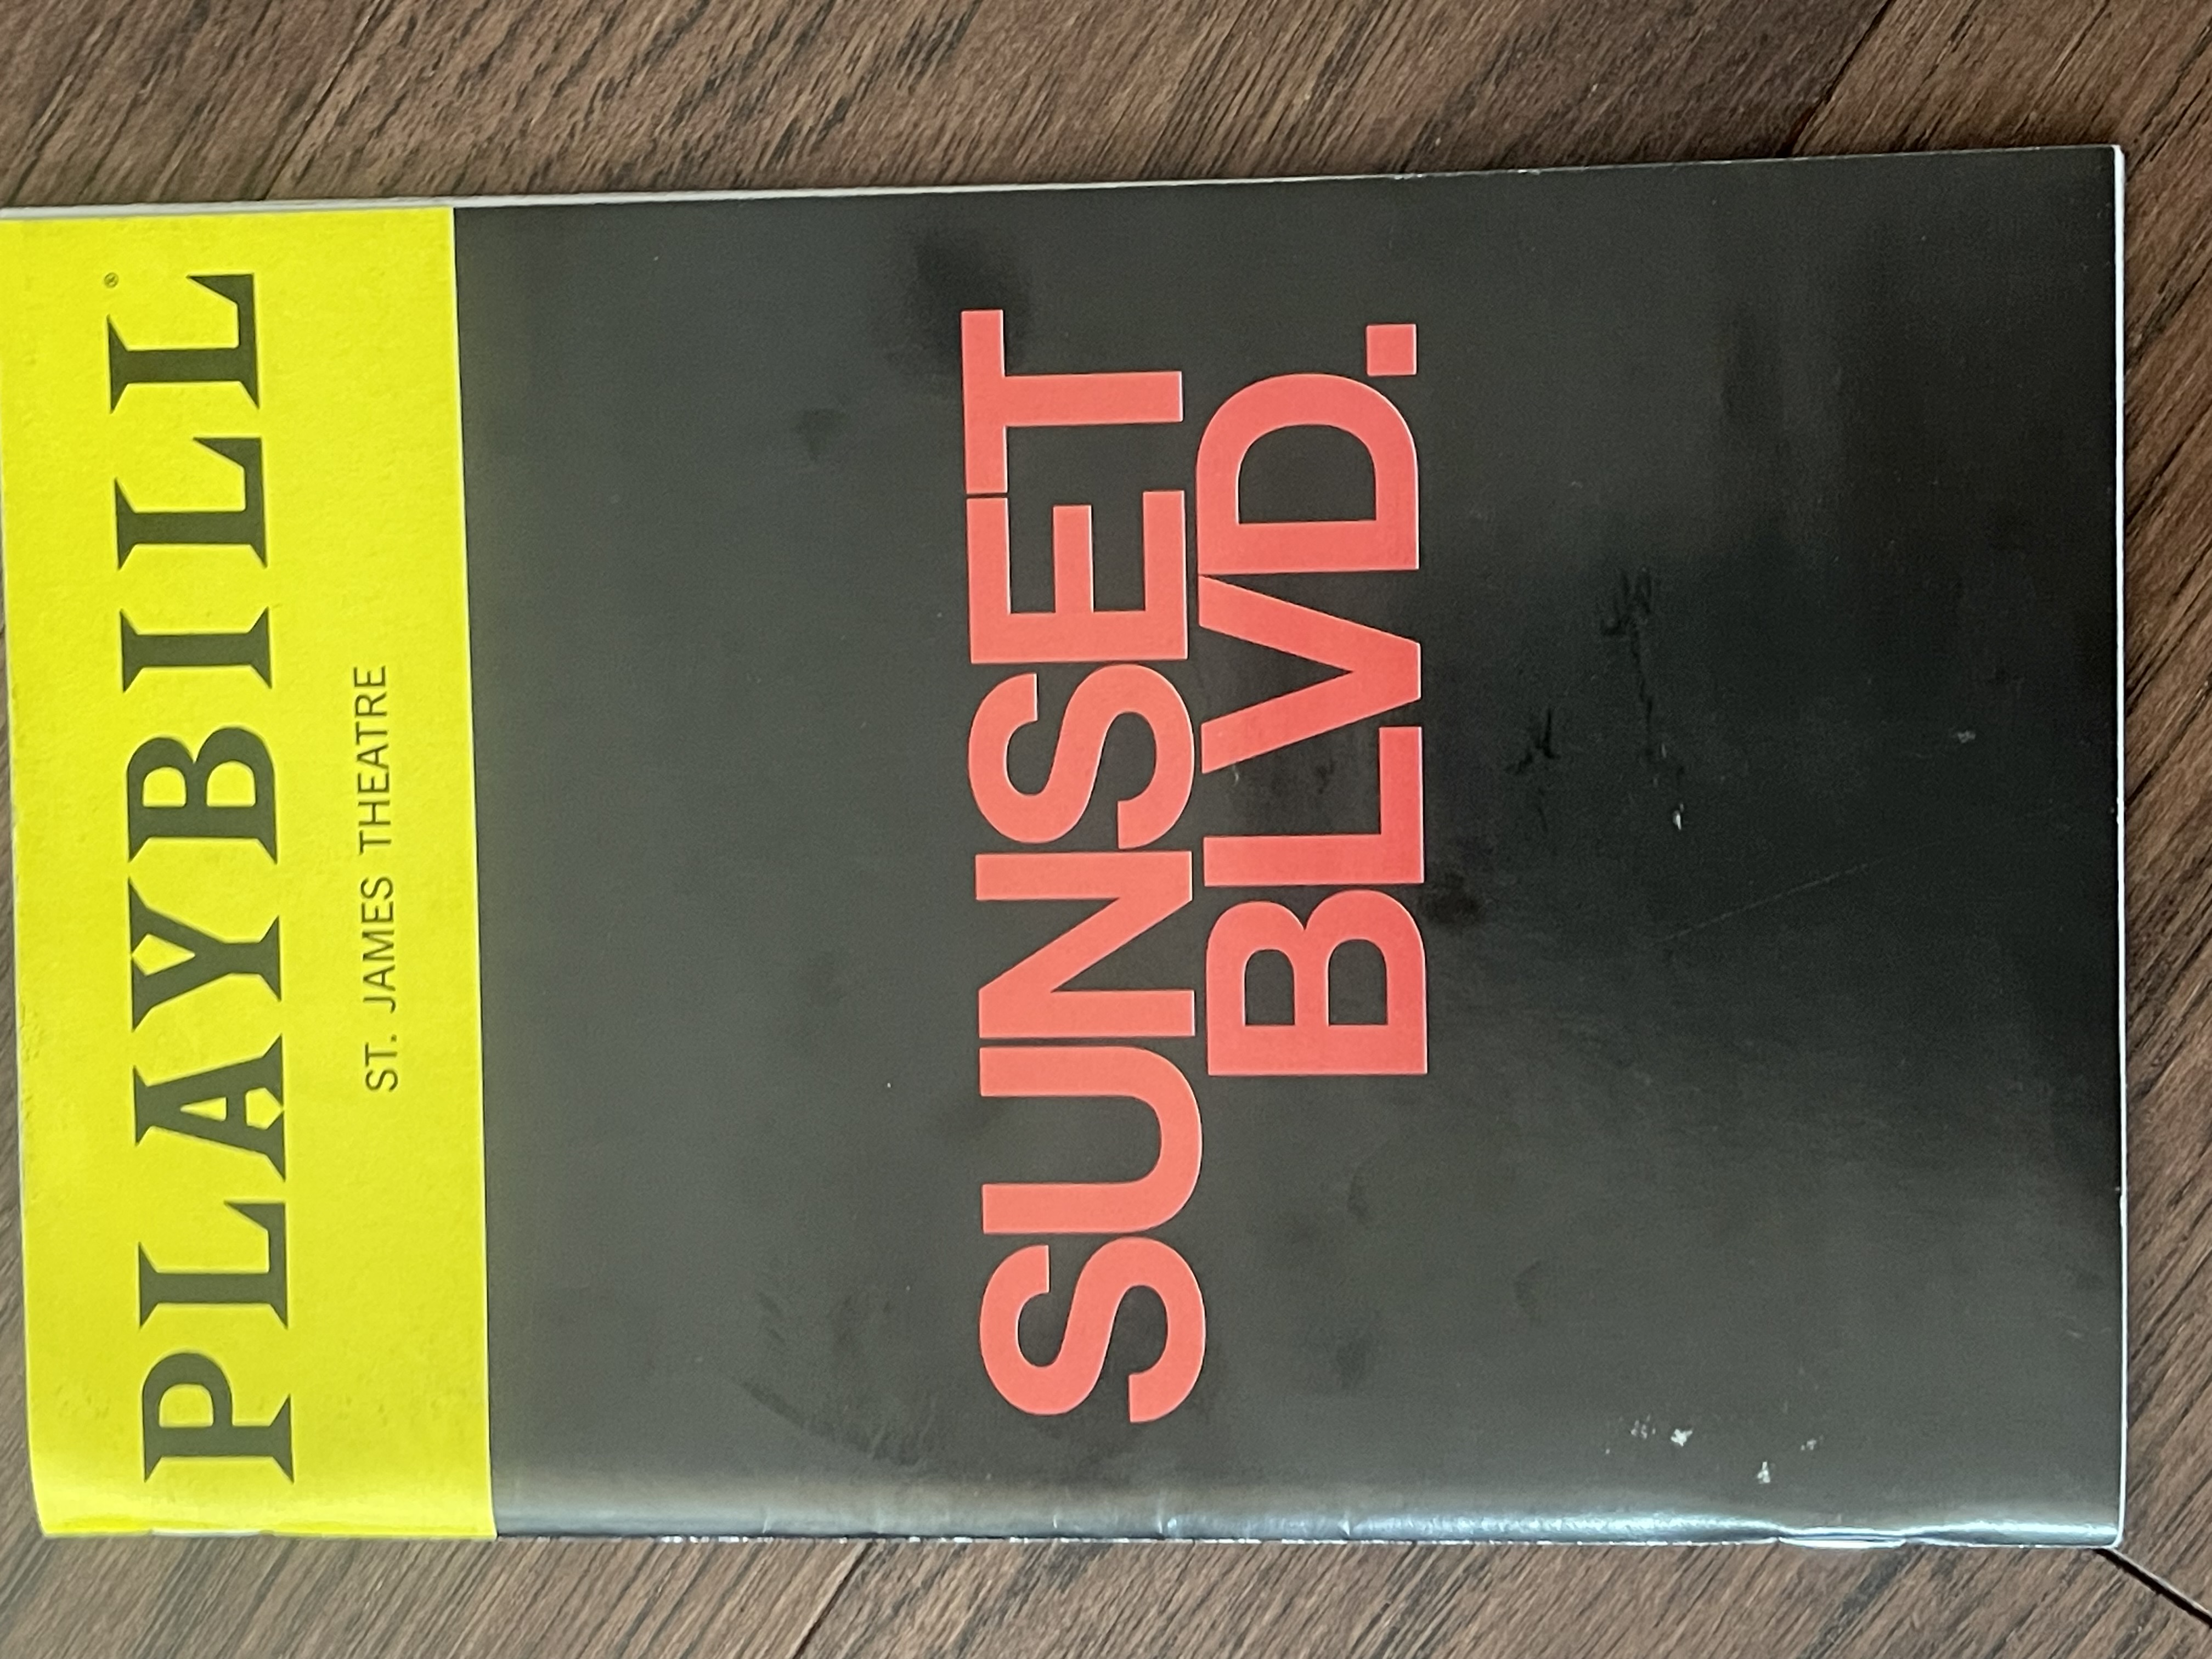 PLAYBILL®
ST. JAMES THEATRE
SUNSET
BLVD.